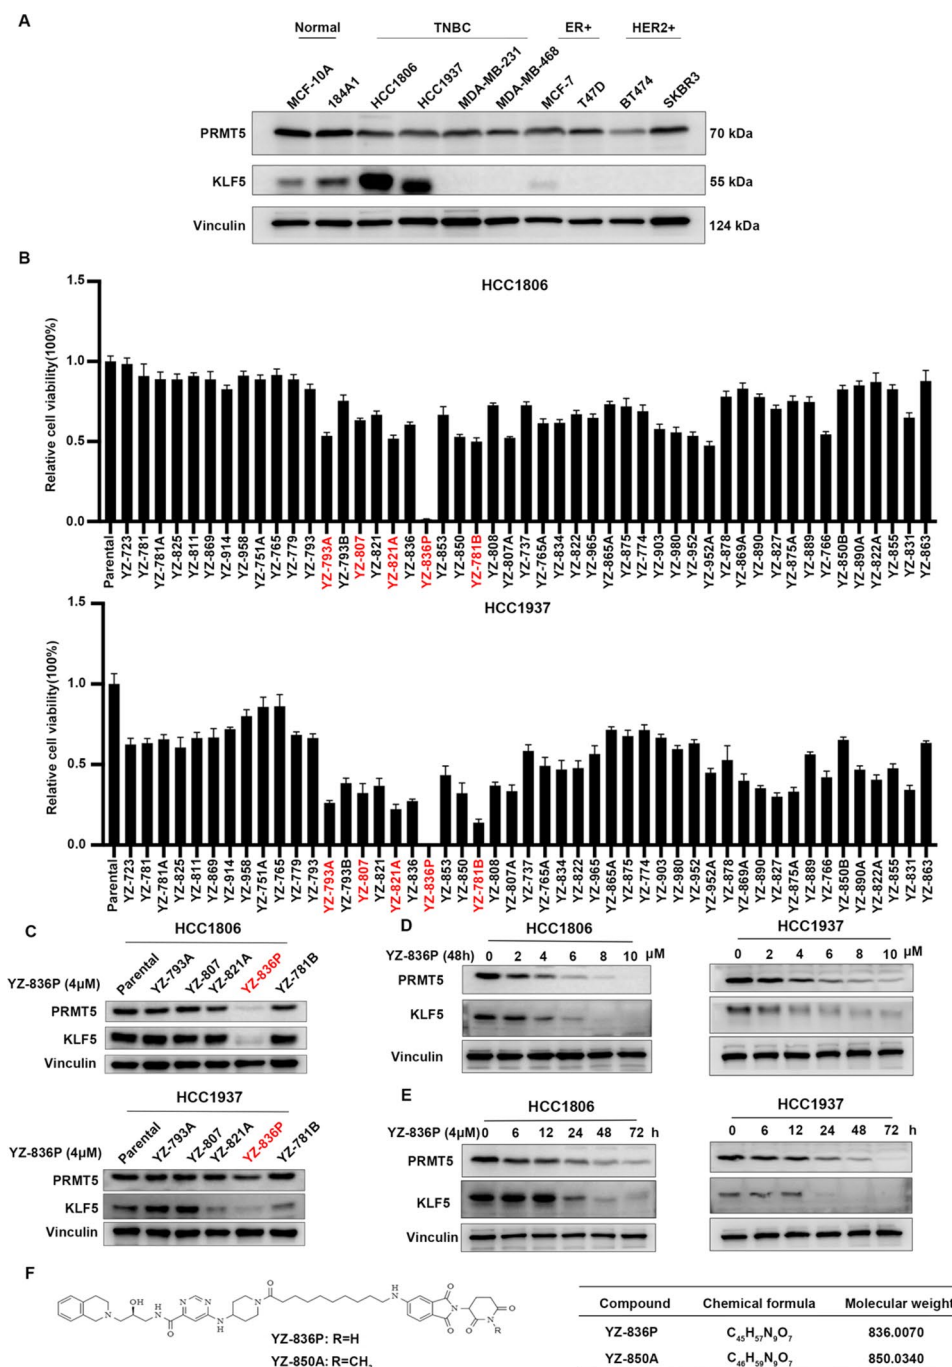 A
Normal TNBC ER+ HER2+
MCF-10A 184A1 HCC1806 HCC1937 MDA-MB-231 MDA-MB-468 MCF-7 T47D BT474 SKBR3
PRMT5 70 kDa
KLF5 55 kDa
Vinculin 124 kDa
B
HCC1806
Relative cell viability(100%)
1.5
1.0
0.5
0.0
Parental YZ-723 YZ-781 YZ-781A YZ-825 YZ-811 YZ-869 YZ-914 YZ-958 YZ-751A YZ-765 YZ-779 YZ-793 YZ-793A YZ-793B YZ-807 YZ-821 YZ-821A YZ-836 YZ-836P YZ-853 YZ-850 YZ-781B YZ-808 YZ-807A YZ-737 YZ-765A YZ-834 YZ-822 YZ-965 YZ-865A YZ-875 YZ-774 YZ-903 YZ-980 YZ-952 YZ-952A YZ-878 YZ-869A YZ-890 YZ-827 YZ-875A YZ-889 YZ-766 YZ-850B YZ-890A YZ-822A YZ-855 YZ-831 YZ-863
HCC1937
Relative cell viability(100%)
1.5
1.0
0.5
0.0
Parental YZ-723 YZ-781 YZ-781A YZ-825 YZ-811 YZ-869 YZ-914 YZ-958 YZ-751A YZ-765 YZ-779 YZ-793 YZ-793A YZ-793B YZ-807 YZ-821 YZ-821A YZ-836 YZ-836P YZ-853 YZ-850 YZ-781B YZ-808 YZ-807A YZ-737 YZ-765A YZ-834 YZ-822 YZ-965 YZ-865A YZ-875 YZ-774 YZ-903 YZ-980 YZ-952 YZ-952A YZ-878 YZ-869A YZ-890 YZ-827 YZ-875A YZ-889 YZ-766 YZ-850B YZ-890A YZ-822A YZ-855 YZ-831 YZ-863
C
HCC1806
YZ-836P (4μM) Parental YZ-793A YZ-807 YZ-821A YZ-836P YZ-781B
PRMT5
KLF5
Vinculin
HCC1937
YZ-836P (4μM) Parental YZ-793A YZ-807 YZ-821A YZ-836P YZ-781B
PRMT5
KLF5
Vinculin
D
HCC1806 HCC1937
YZ-836P (48h) 0 2 4 6 8 10 μM 0 2 4 6 8 10 μM
PRMT5
KLF5
Vinculin
E
HCC1806 HCC1937
YZ-836P (4μM) 0 6 12 24 48 72 h 0 6 12 24 48 72 h
PRMT5
KLF5
Vinculin
F
N OH H N O N N N H N O H N O O N O N R O
YZ-836P: R=H
YZ-850A: R=CH₃
Compound Chemical formula Molecular weight
YZ-836P C₄₅H₅₇N₉O₇ 836.0070
YZ-850A C₄₆H₅₉N₉O₇ 850.0340